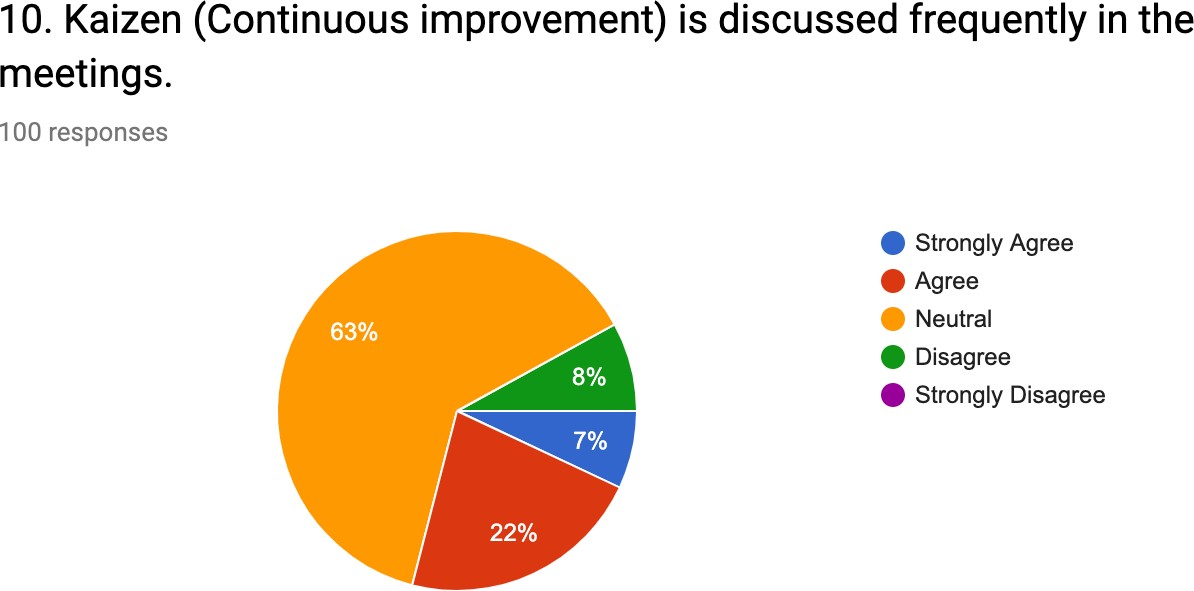 10. Kaizen (Continuous improvement) is discussed frequently in the
meetings.
100 responses
63%
8%
7%
22%
Strongly Agree
Agree
Neutral
Disagree
Strongly Disagree